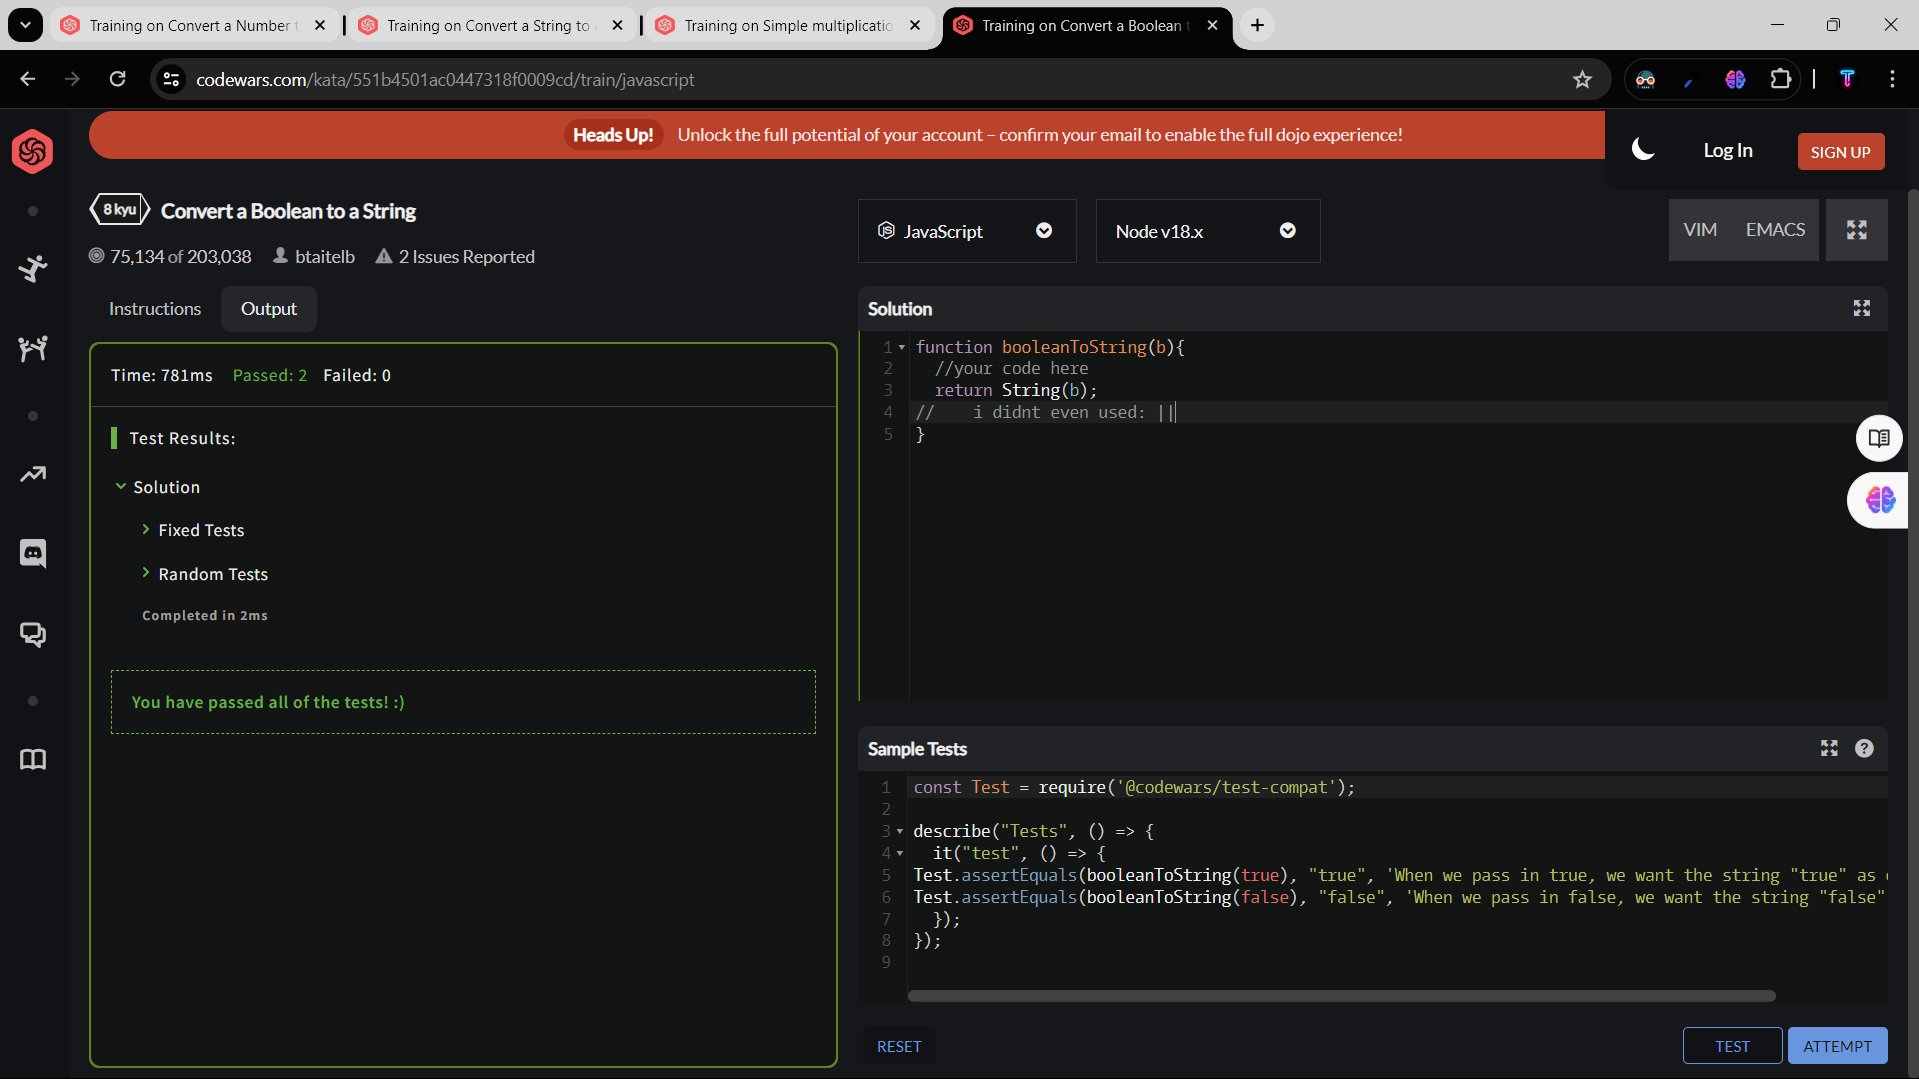 Training on Convert a Number t
Training on Convert a String to
Training on Simple multiplicatio
Training on Convert a Boolean t
codewars.com/kata/551b4501ac0447318f0009cd/train/javascript
Heads Up! Unlock the full potential of your account – confirm your email to enable the full dojo experience!
Log In
SIGN UP
8 kyu Convert a Boolean to a String
75,134 of 203,038 btaitelb 2 Issues Reported
JavaScript
Node v18.x
VIM EMACS
Instructions
Output
Time: 781ms Passed: 2 Failed: 0
Test Results:
Solution
Fixed Tests
Random Tests
Completed in 2ms
You have passed all of the tests! :)
Solution
1 function booleanToString(b){
2 //your code here
3 return String(b);
4 // i didnt even used: ||
5 }
Sample Tests
?
1 const Test = require('@codewars/test-compat');
2
3 describe("Tests", () => {
4 it("test", () => {
5 Test.assertEquals(booleanToString(true), "true", 'When we pass in true, we want the string "true" as
6 Test.assertEquals(booleanToString(false), "false", 'When we pass in false, we want the string "false"
7 });
8 });
9
RESET
TEST
ATTEMPT